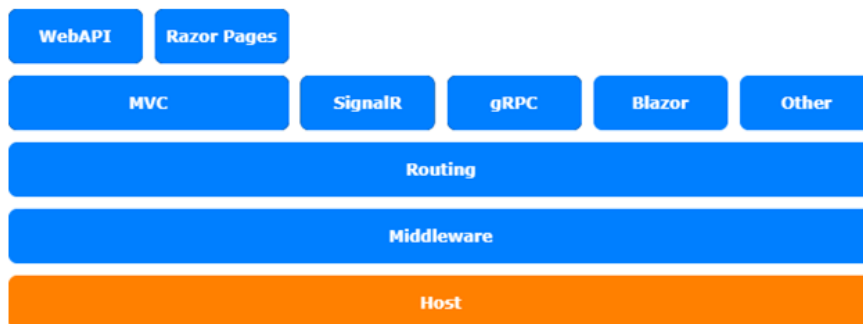 WebAPI Razor Pages
MVC SignalR gRPC Blazor Other
Routing
Middleware
Host